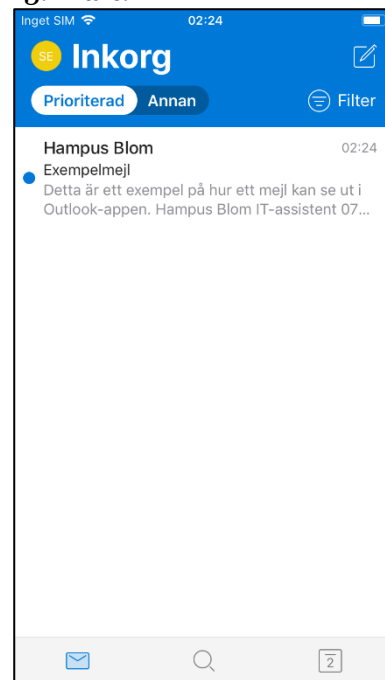 Inget SIM 02:24
SE Inkorg
Prioriterad Annan Filter
Hampus Blom 02:24
Exempelmejl
Detta är ett exempel på hur ett mejl kan se ut i
Outlook-appen. Hampus Blom IT-assistent 07...
2